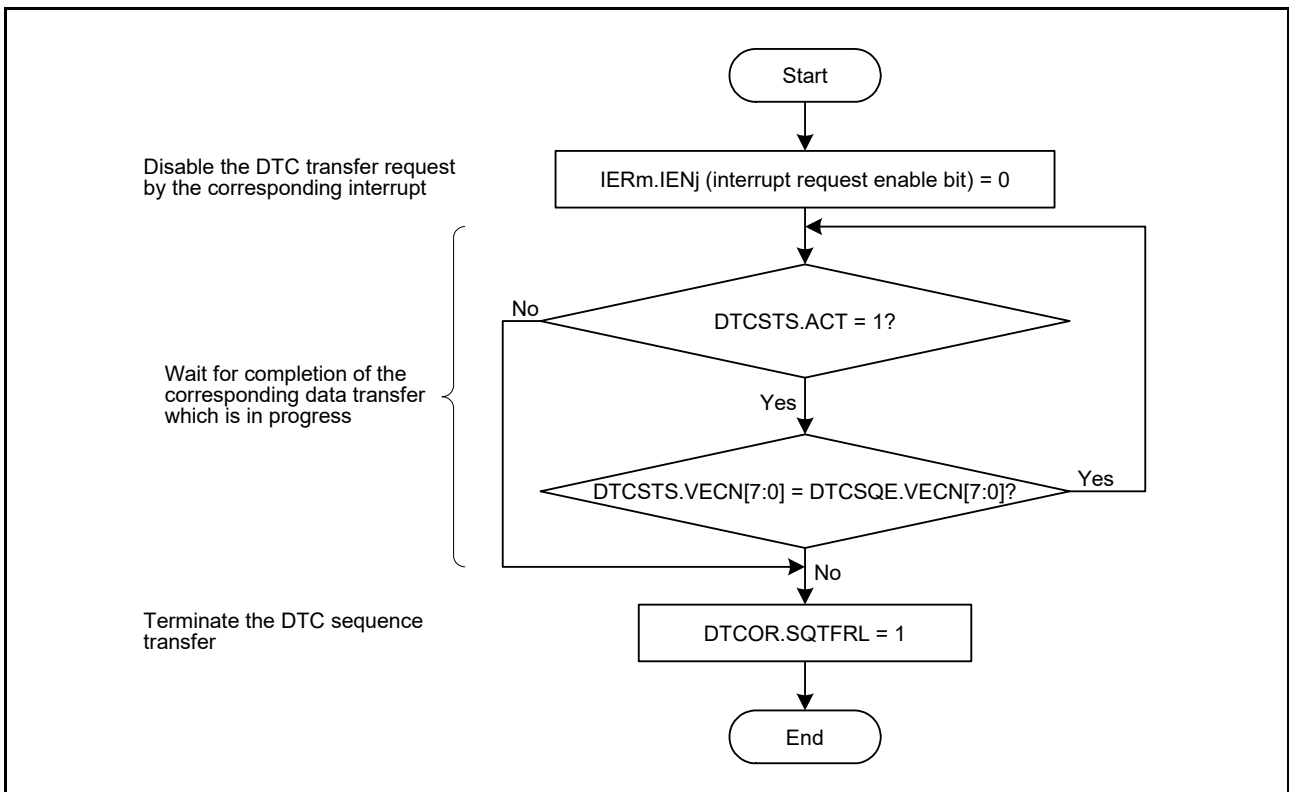 Start
Disable the DTC transfer request
by the corresponding interrupt
IERm.IENj (interrupt request enable bit) = 0
No
DTCSTS.ACT = 1?
Wait for completion of the
corresponding data transfer
which is in progress
Yes
DTCSTS.VECN[7:0] = DTCSQE.VECN[7:0]?
Yes
No
Terminate the DTC sequence
transfer
DTCOR.SQTFRL = 1
End